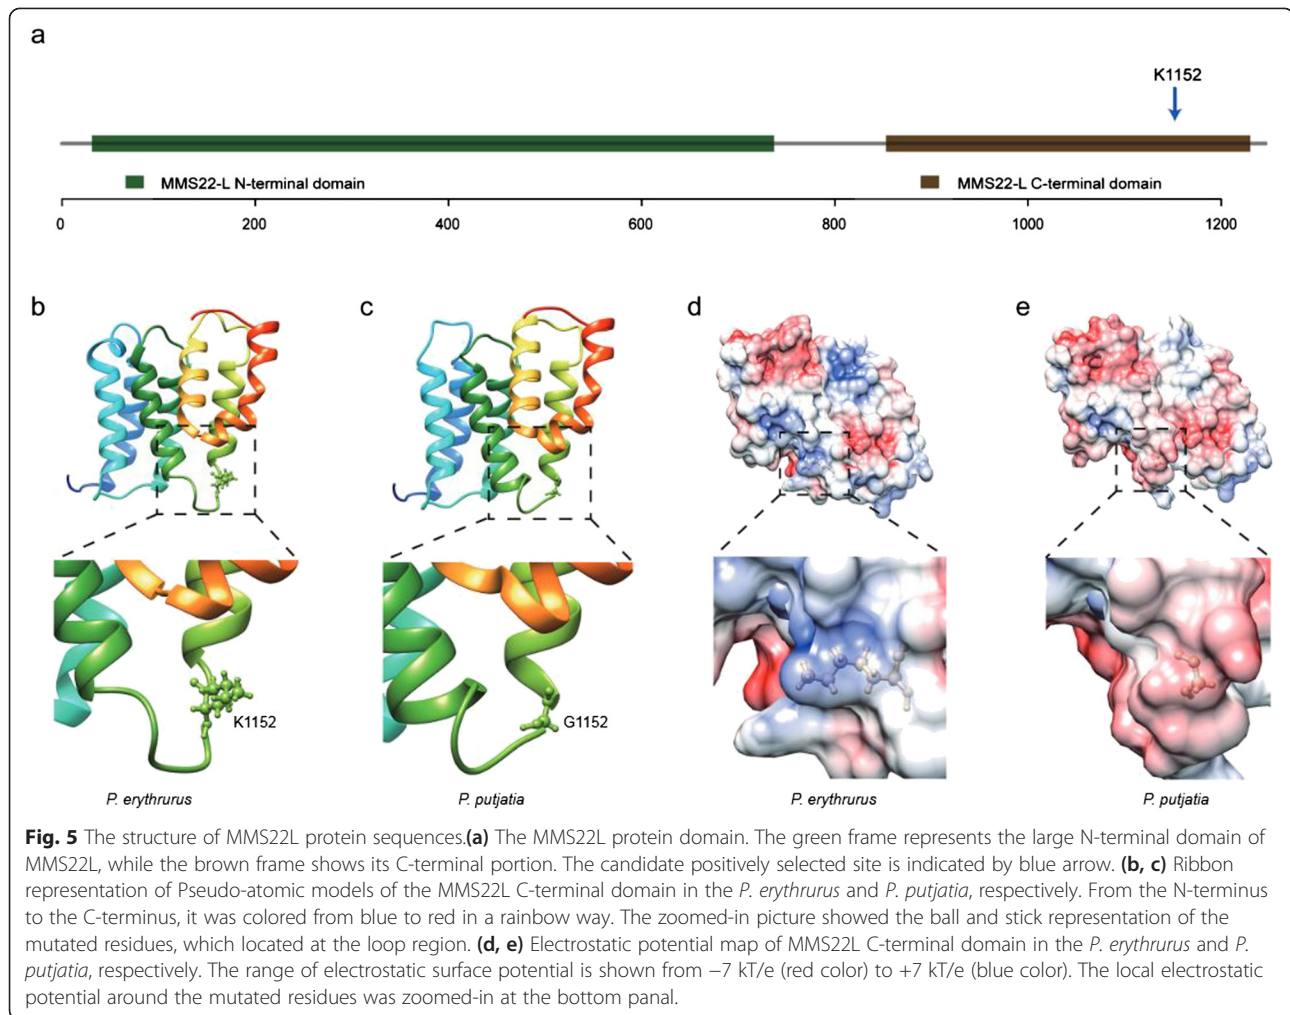 a
K1152
MMS22-L N-terminal domain
MMS22-L C-terminal domain
0 200 400 600 800 1000 1200
b c d e
K1152
G1152
P. erythrurus P. putjatia P. erythrurus P. putjatia
Fig. 5 The structure of MMS22L protein sequences.(a) The MMS22L protein domain. The green frame represents the large N-terminal domain of
MMS22L, while the brown frame shows its C-terminal portion. The candidate positively selected site is indicated by blue arrow. (b, c) Ribbon
representation of Pseudo-atomic models of the MMS22L C-terminal domain in the P. erythrurus and P. putjatia, respectively. From the N-terminus
to the C-terminus, it was colored from blue to red in a rainbow way. The zoomed-in picture showed the ball and stick representation of the
mutated residues, which located at the loop region. (d, e) Electrostatic potential map of MMS22L C-terminal domain in the P. erythrurus and P.
putjatia, respectively. The range of electrostatic surface potential is shown from −7 kT/e (red color) to +7 kT/e (blue color). The local electrostatic
potential around the mutated residues was zoomed-in at the bottom panal.